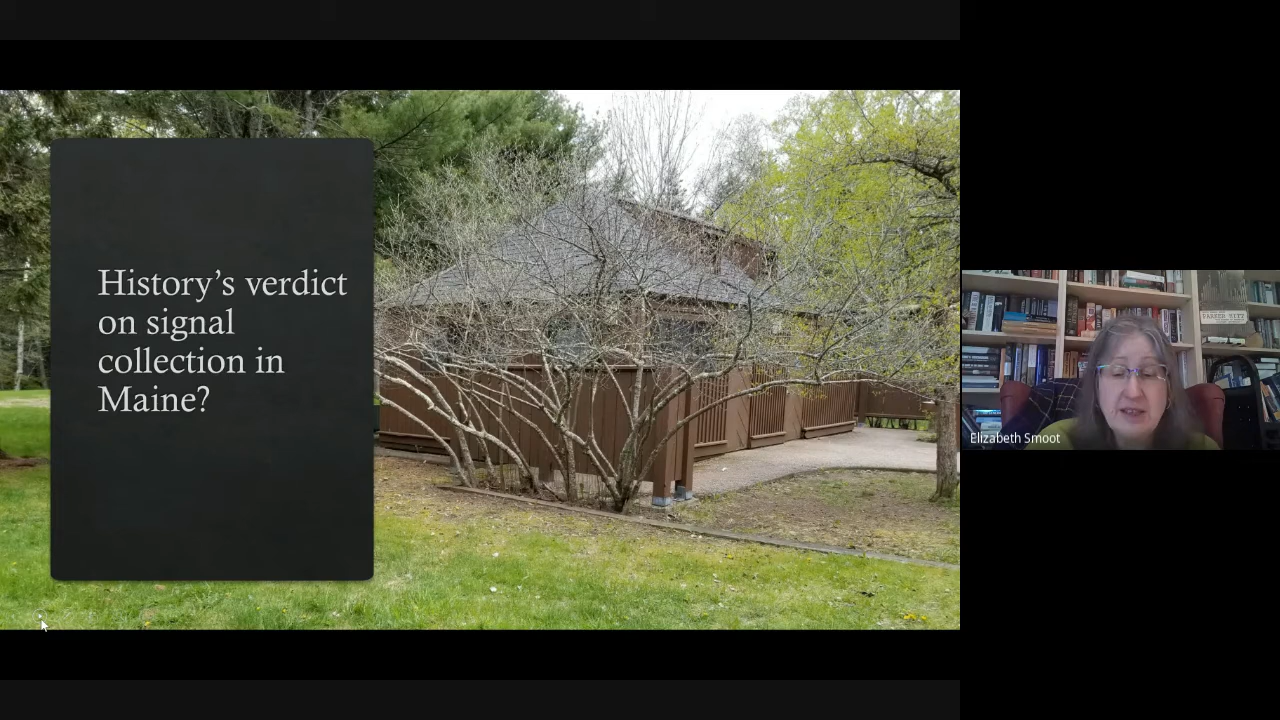 History’s verdict
on signal
collection in
Maine?
Elizabeth Smoot